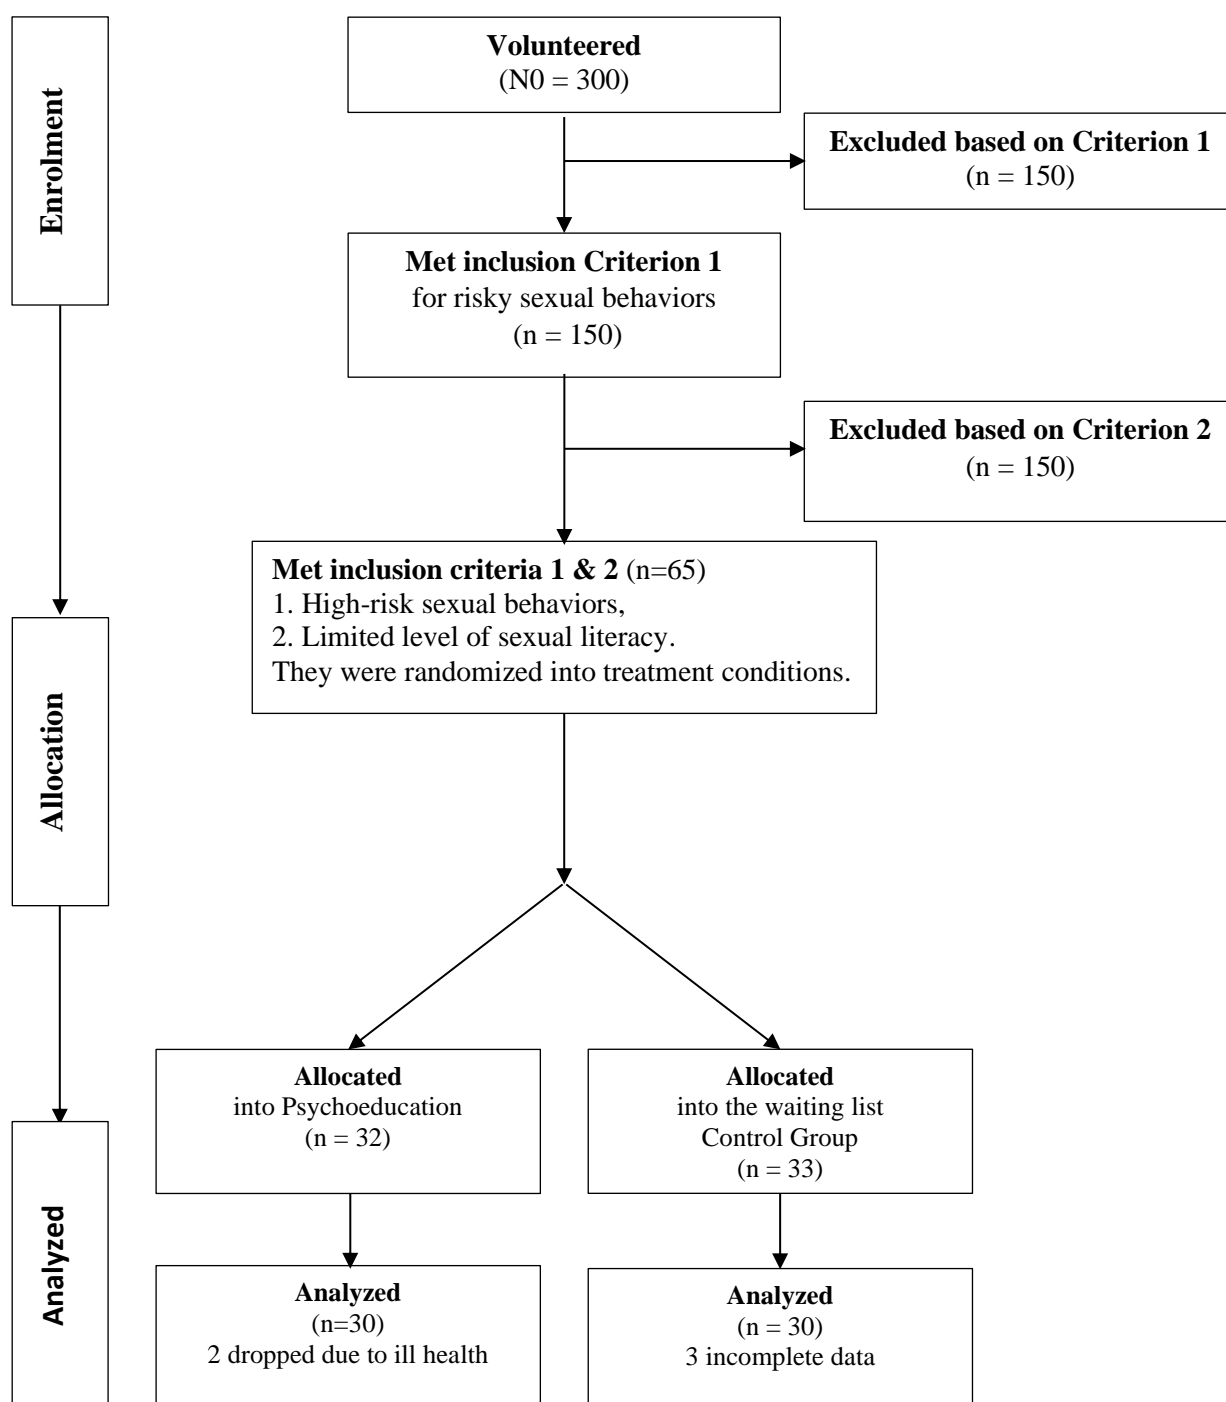 Enrolment
Volunteered
(N0 = 300)
Excluded based on Criterion 1
(n = 150)
Met inclusion Criterion 1
for risky sexual behaviors
(n = 150)
Excluded based on Criterion 2
(n = 150)
Met inclusion criteria 1 & 2 (n=65)
1. High-risk sexual behaviors,
2. Limited level of sexual literacy.
They were randomized into treatment conditions.
Allocation
Allocated
into Psychoeducation
(n = 32)
Allocated
into the waiting list
Control Group
(n = 33)
Analyzed
Analyzed
(n=30)
2 dropped due to ill health
Analyzed
(n = 30)
3 incomplete data